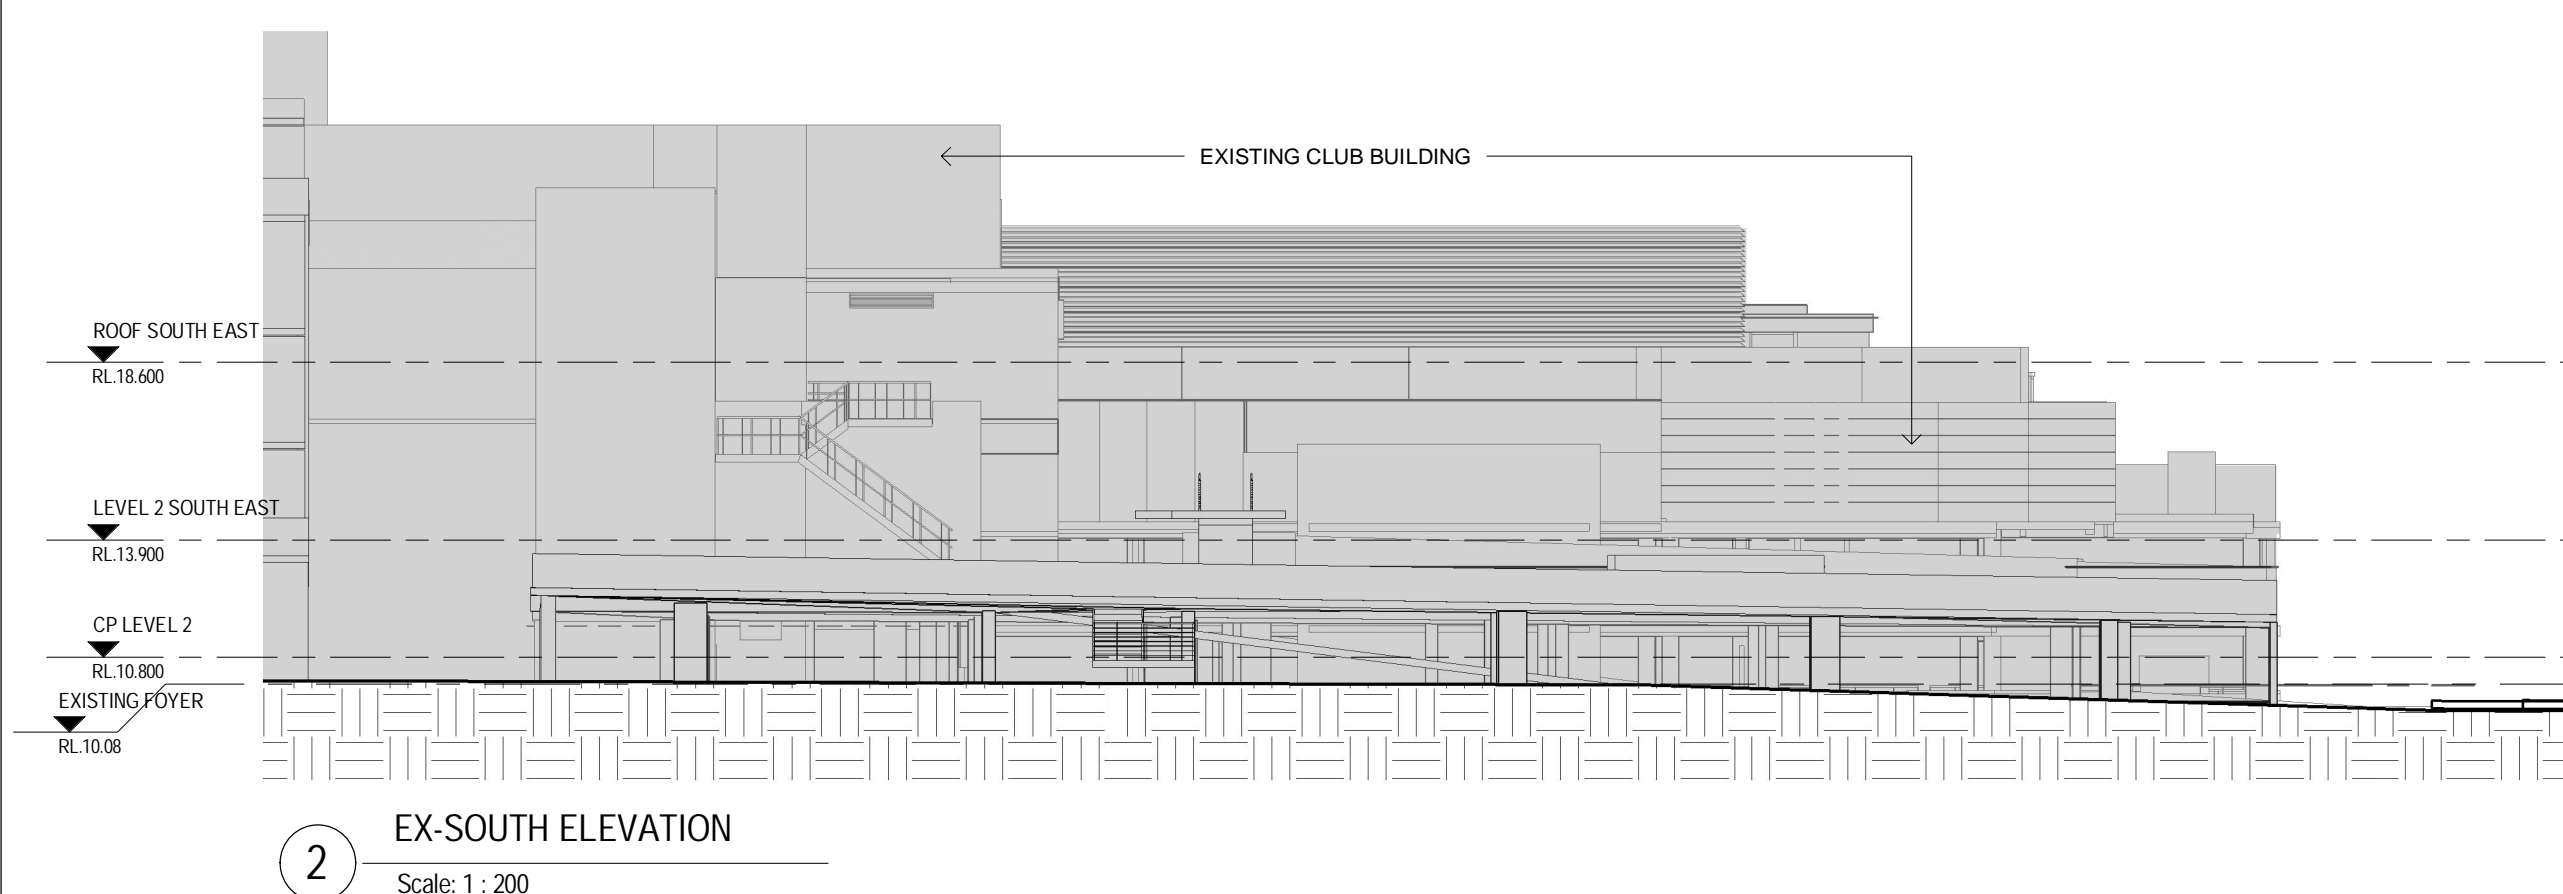 EXISTING CLUB BUILDING
ROOF SOUTH EAST
RL.18.600
LEVEL 2 SOUTH EAST
RL.13.900
CP LEVEL 2
RL.10.800
EXISTING FOYER
RL.10.08
2
EX-SOUTH ELEVATION
Scale: 1 : 200